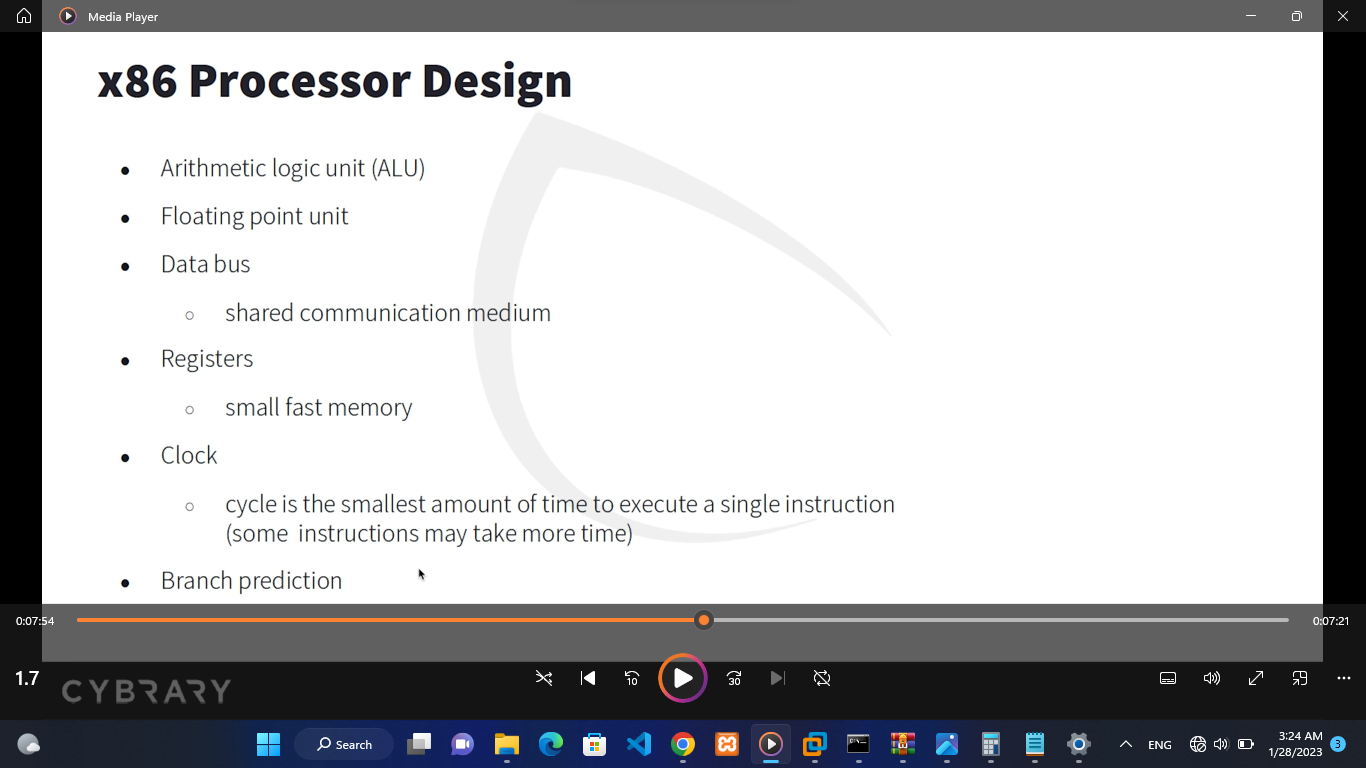 Media Player
x86 Processor Design
● Arithmetic logic unit (ALU)
● Floating point unit
● Data bus
○ shared communication medium
● Registers
○ small fast memory
● Clock
○ cycle is the smallest amount of time to execute a single instruction
(some instructions may take more time)
● Branch prediction
0:07:54
0:07:21
1.7
CYBRARY
10
30
Search
ENG
3:24 AM
1/28/2023
3